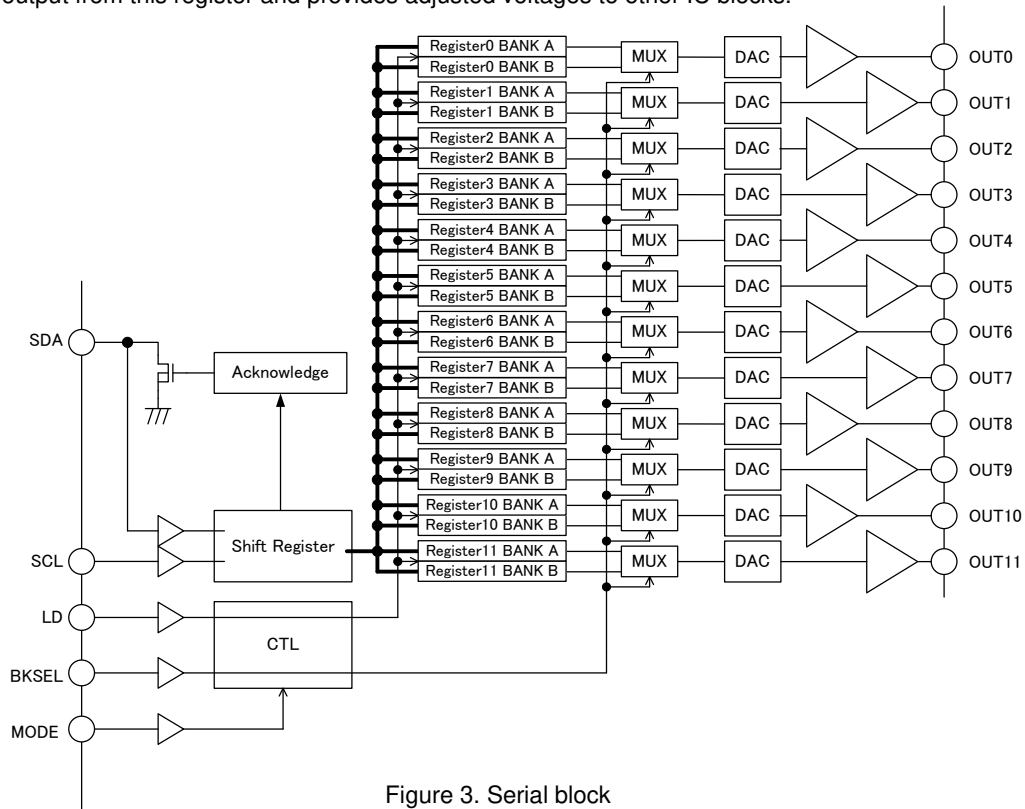 output from this register and provides adjusted voltages to other IC blocks.
Register0 BANK A
Register0 BANK B
MUX
DAC
OUT0
Register1 BANK A
Register1 BANK B
MUX
DAC
OUT1
Register2 BANK A
Register2 BANK B
MUX
DAC
OUT2
Register3 BANK A
Register3 BANK B
MUX
DAC
OUT3
Register4 BANK A
Register4 BANK B
MUX
DAC
OUT4
Register5 BANK A
Register5 BANK B
MUX
DAC
OUT5
Register6 BANK A
Register6 BANK B
MUX
DAC
OUT6
Register7 BANK A
Register7 BANK B
MUX
DAC
OUT7
Register8 BANK A
Register8 BANK B
MUX
DAC
OUT8
Register9 BANK A
Register9 BANK B
MUX
DAC
OUT9
Register10 BANK A
Register10 BANK B
MUX
DAC
OUT10
Register11 BANK A
Register11 BANK B
MUX
DAC
OUT11
SDA
Acknowledge
SCL
Shift Register
LD
CTL
BKSEL
MODE
Figure 3. Serial block